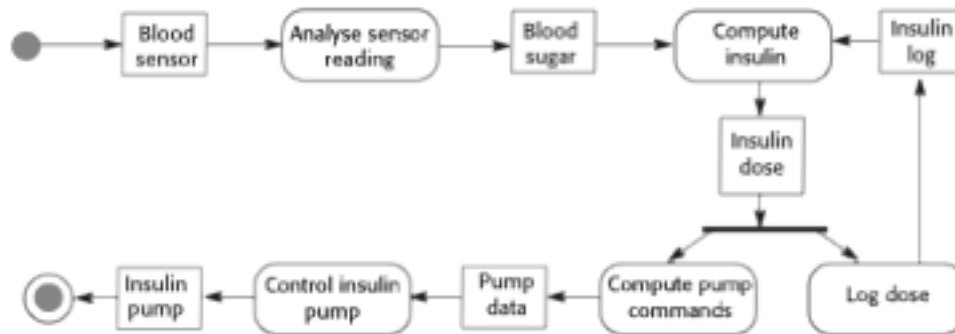 Blood
sensor
Analyse sensor
reading
Blood
sugar
Compute
insulin
Insulin
log
Insulin
dose
Insulin
pump
Control insulin
pump
Pump
data
Compute pump
commands
Log dose